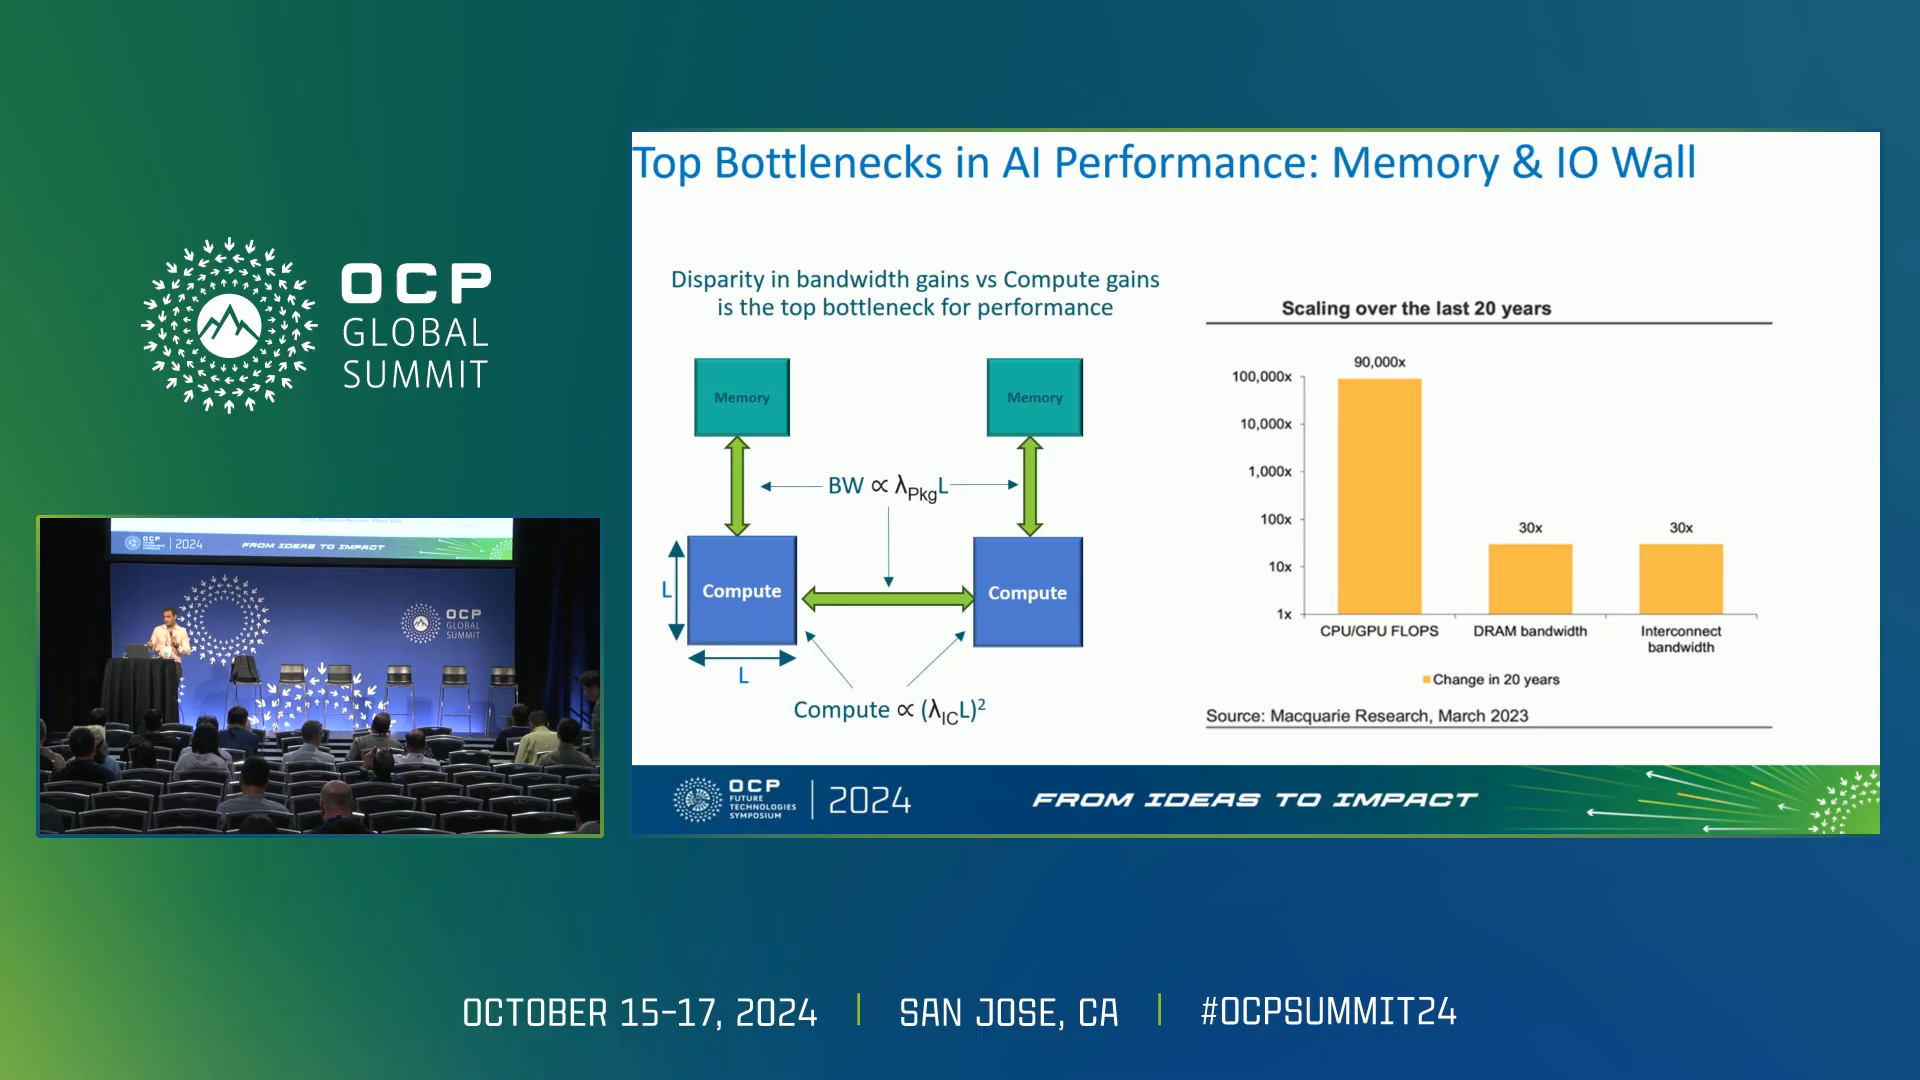 OCP
GLOBAL
SUMMIT
Top Bottlenecks in AI Performance: Memory & IO Wall
Disparity in bandwidth gains vs Compute gains
is the top bottleneck for performance
Memory
Memory
BW ∝ λPkgL
L
Compute
Compute
L
Compute ∝ (λICL)²
Scaling over the last 20 years
90,000x
100,000x
10,000x
1,000x
100x
10x
1x
30x
30x
CPU/GPU FLOPS
DRAM bandwidth
Interconnect
bandwidth
Change in 20 years
Source: Macquarie Research, March 2023
OCP
FUTURE
TECHNOLOGIES
SYMPOSIUM
2024
FROM IDEAS TO IMPACT
2024
FROM IDEAS TO IMPACT
OCP
GLOBAL
SUMMIT
OCTOBER 15-17, 2024 | SAN JOSE, CA | #OCPSUMMIT24